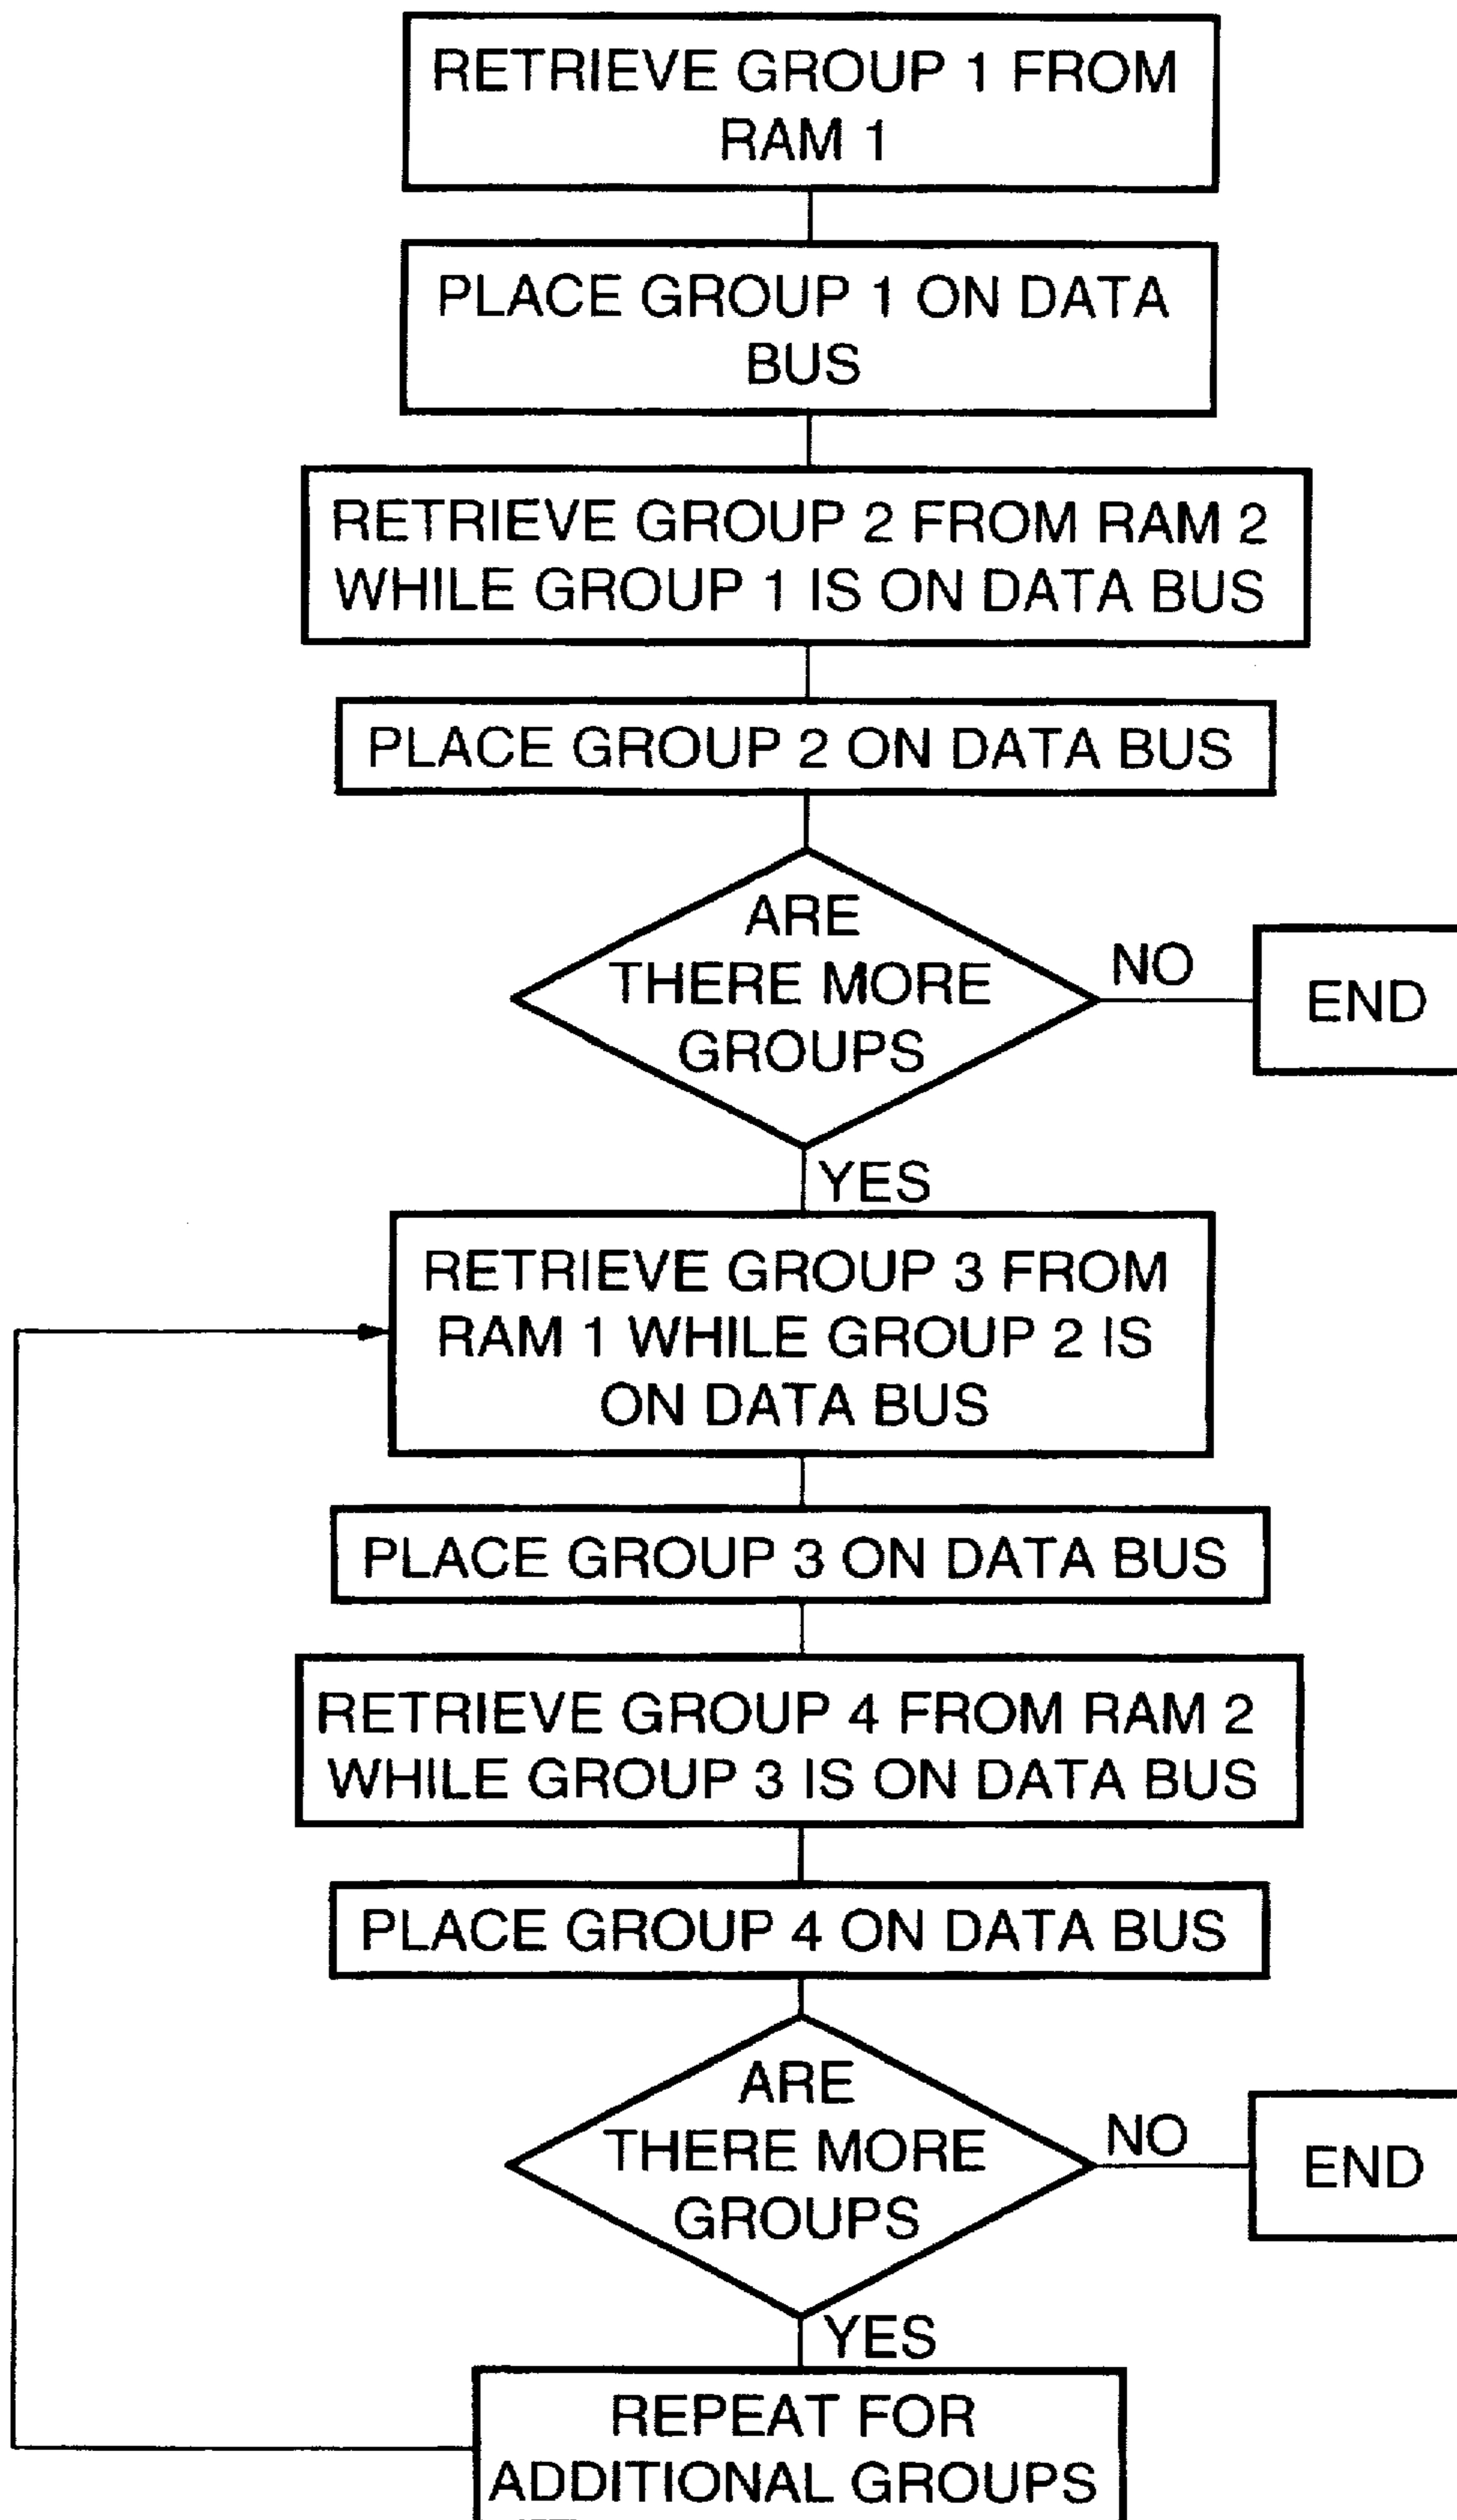 RETRIEVE GROUP 1 FROM
RAM 1
PLACE GROUP 1 ON DATA
BUS
RETRIEVE GROUP 2 FROM RAM 2
WHILE GROUP 1 IS ON DATA BUS
PLACE GROUP 2 ON DATA BUS
ARE
THERE MORE
GROUPS
NO
END
YES
RETRIEVE GROUP 3 FROM
RAM 1 WHILE GROUP 2 IS
ON DATA BUS
PLACE GROUP 3 ON DATA BUS
RETRIEVE GROUP 4 FROM RAM 2
WHILE GROUP 3 IS ON DATA BUS
PLACE GROUP 4 ON DATA BUS
ARE
THERE MORE
GROUPS
NO
END
YES
REPEAT FOR
ADDITIONAL GROUPS